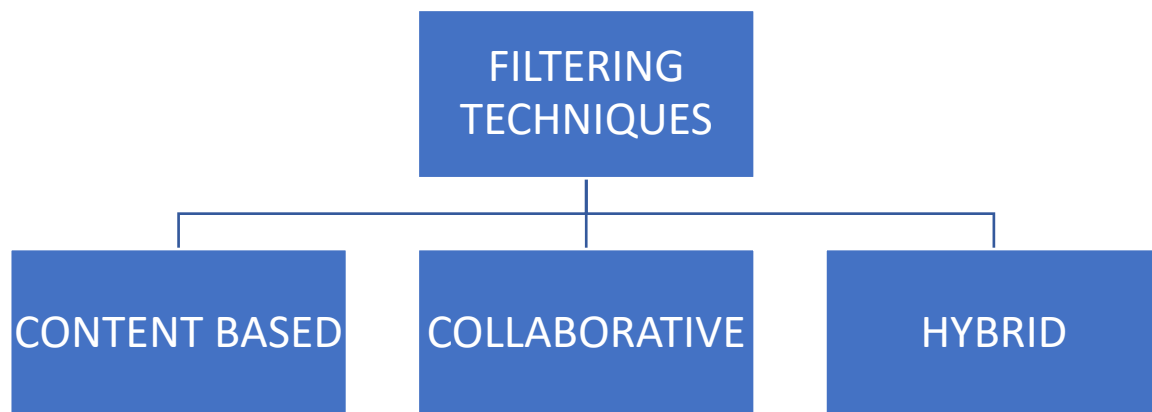 FILTERING
TECHNIQUES
CONTENT BASED
COLLABORATIVE
HYBRID